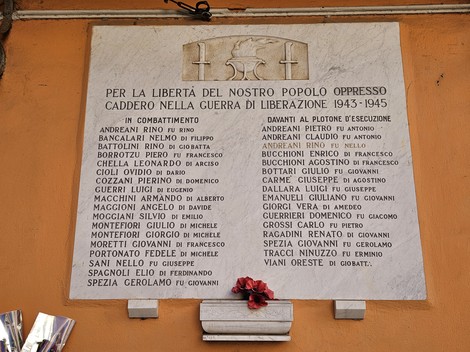 PER LA LIBERTÁ DEL NOSTRO POPOLO OPPRESSO
CADDERO NELLA GUERRA DI LIBERAZIONE 1943-1945
IN COMBATTIMENTO
ANDREANI RINO FU RINO
BANCALARI NELMO DI FILIPPO
BATTOLINI RINO DI GIOBATTA
BORROTZU PIERO FU FRANCESCO
CHELLA LEONARDO DI ARCISO
CIOLI OVIDIO DI DARIO
COZZANI PIERINO DI DOMENICO
GUERRI LUIGI DI EUGENIO
MACCHINI ARMANDO DI ALBERTO
MAGGIONI ANGELO DI DAVIDE
MOGGIANI SILVIO DI EMILIO
MONTEFIORI GIULIO DI MICHELE
MONTEFIORI GIORGIO DI MICHELE
MORETTI GIOVANNI DI FRANCESCO
PORTONATO FEDELE DI MICHELE
SANI NELLO FU GIUSEPPE
SPAGNOLI ELIO DI FERDINANDO
SPEZIA GEROLAMO FU GIOVANNI
DAVANTI AL PLOTONE D'ESECUZIONE
ANDREANI PIETRO FU ANTONIO
ANDREANI CLAUDIO FU ANTONIO
ANDREANI RINO FU NELLO
BUCCHIONI ENRICO DI FRANCESCO
BUCCHIONI AGOSTINO DI FRANCESCO
BOTTARI GIULIO FU GIOVANNI
CARMÉ GIUSEPPE DI AGOSTINO
DALLARA LUIGI FU GIUSEPPE
EMANUELI GIULIANO FU GIOVANNI
GIORGI VERA DI AMEDEO
GUERRIERI DOMENICO FU GIACOMO
GROSSI CARLO FU PIETRO
RAGADINI RENATO DI GIOVANNI
SPEZIA GIOVANNI FU GEROLAMO
TRACCI NINUZZO FU ERMINIO
VIANI ORESTE DI GIOBATT.